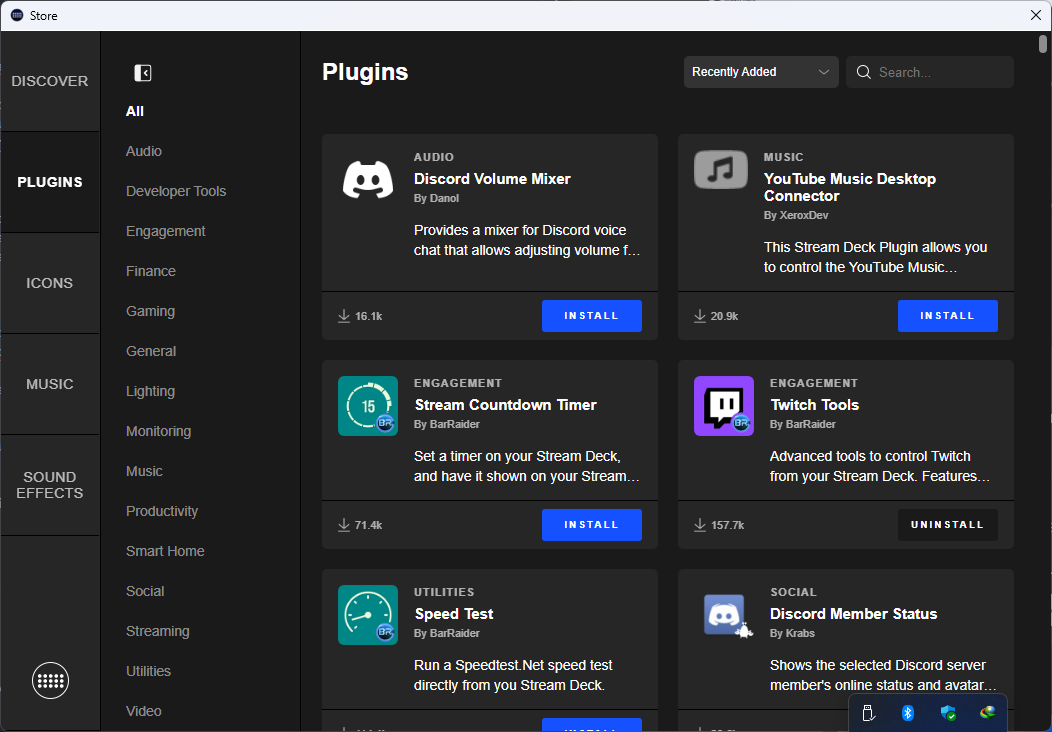 Store
DISCOVER
PLUGINS
ICONS
MUSIC
SOUND
EFFECTS
All
Audio
Developer Tools
Engagement
Finance
Gaming
General
Lighting
Monitoring
Music
Productivity
Smart Home
Social
Streaming
Utilities
Video
Plugins
Recently Added
Search...
AUDIO
Discord Volume Mixer
By Danol
Provides a mixer for Discord voice
chat that allows adjusting volume f...
16.1k
INSTALL
MUSIC
YouTube Music Desktop
Connector
By XeroxDev
This Stream Deck Plugin allows you
to control the YouTube Music...
20.9k
INSTALL
15
BR
ENGAGEMENT
Stream Countdown Timer
By BarRaider
Set a timer on your Stream Deck,
and have it shown on your Stream...
71.4k
INSTALL
BR
ENGAGEMENT
Twitch Tools
By BarRaider
Advanced tools to control Twitch
from your Stream Deck. Features...
157.7k
UNINSTALL
BR
UTILITIES
Speed Test
By BarRaider
Run a Speedtest.Net speed test
directly from you Stream Deck.
INSTALL
SOCIAL
Discord Member Status
By Krabs
Shows the selected Discord server
member's online status and avatar...